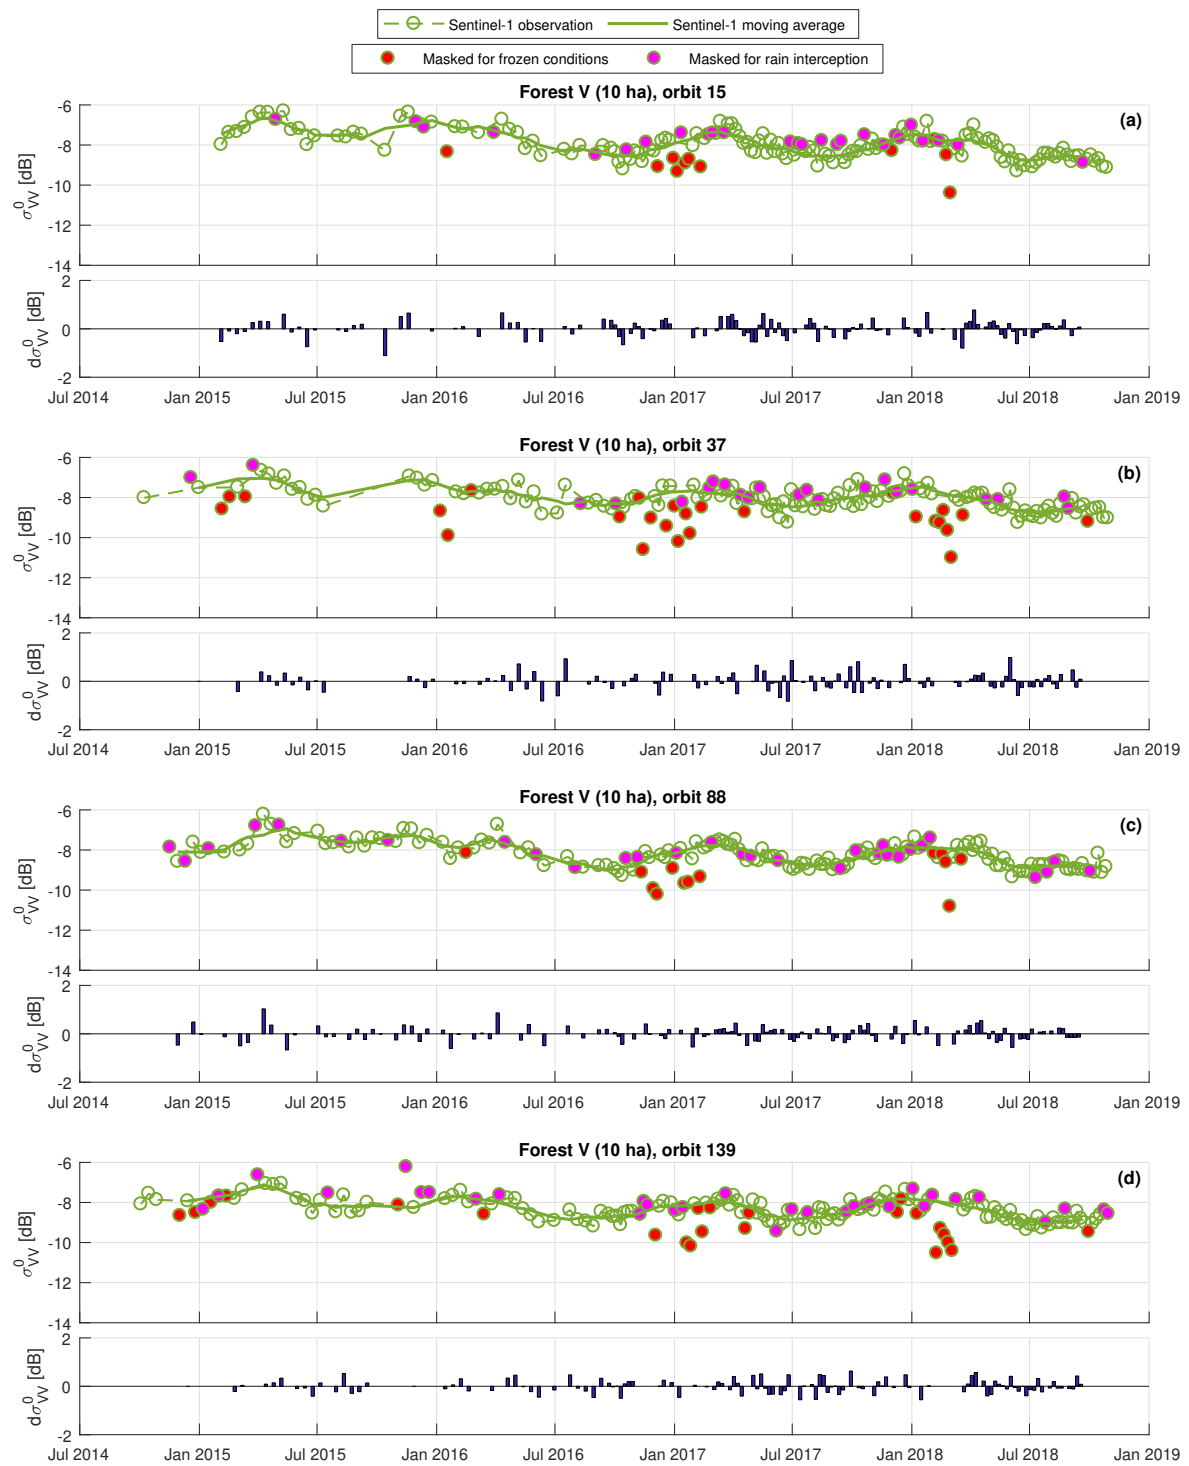 Sentinel-1 observation Sentinel-1 moving average
Masked for frozen conditions Masked for rain interception
Forest V (10 ha), orbit 15
(a)
-6
-8
-10
-12
-14
σ⁰VV [dB]
2
0
-2
dσ⁰VV [dB]
Jul 2014 Jan 2015 Jul 2015 Jan 2016 Jul 2016 Jan 2017 Jul 2017 Jan 2018 Jul 2018 Jan 2019
Forest V (10 ha), orbit 37
(b)
-6
-8
-10
-12
-14
σ⁰VV [dB]
2
0
-2
dσ⁰VV [dB]
Jul 2014 Jan 2015 Jul 2015 Jan 2016 Jul 2016 Jan 2017 Jul 2017 Jan 2018 Jul 2018 Jan 2019
Forest V (10 ha), orbit 88
(c)
-6
-8
-10
-12
-14
σ⁰VV [dB]
2
0
-2
dσ⁰VV [dB]
Jul 2014 Jan 2015 Jul 2015 Jan 2016 Jul 2016 Jan 2017 Jul 2017 Jan 2018 Jul 2018 Jan 2019
Forest V (10 ha), orbit 139
(d)
-6
-8
-10
-12
-14
σ⁰VV [dB]
2
0
-2
dσ⁰VV [dB]
Jul 2014 Jan 2015 Jul 2015 Jan 2016 Jul 2016 Jan 2017 Jul 2017 Jan 2018 Jul 2018 Jan 2019